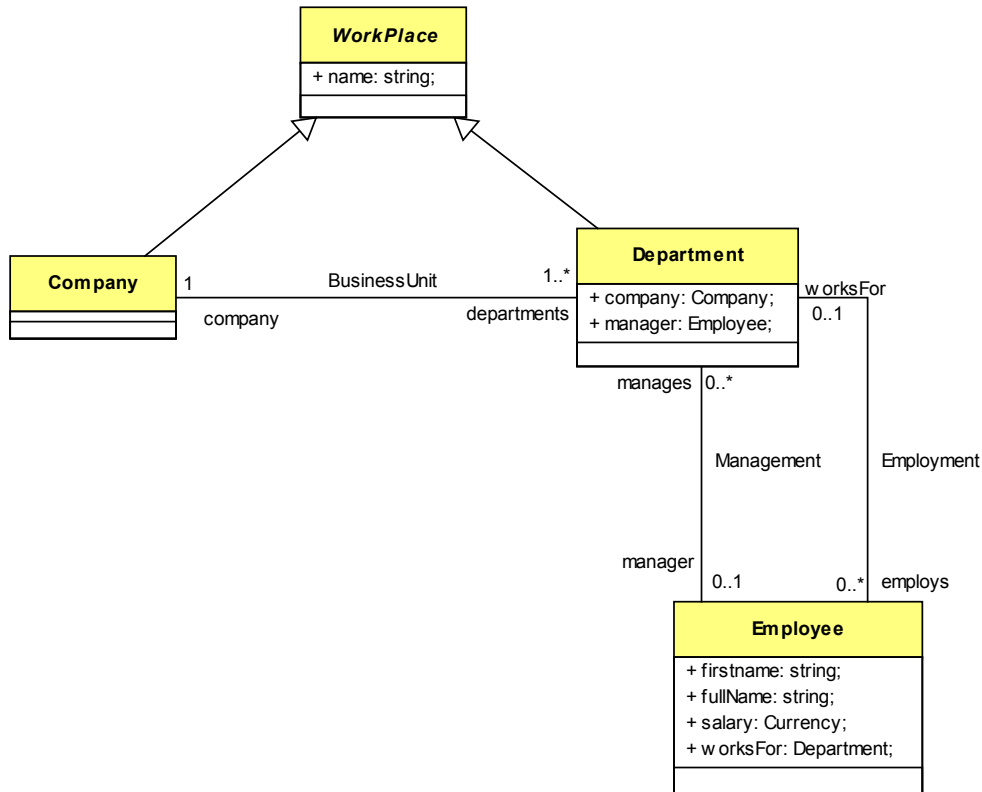 WorkPlace
+ name: string;
Company
1
BusinessUnit
1..*
company
departments
Department
+ company: Company;
+ manager: Employee;
worksFor
0..1
manages
0..*
Management
Employment
manager
0..1
0..*
employs
Employee
+ firstname: string;
+ fullName: string;
+ salary: Currency;
+ worksFor: Department;